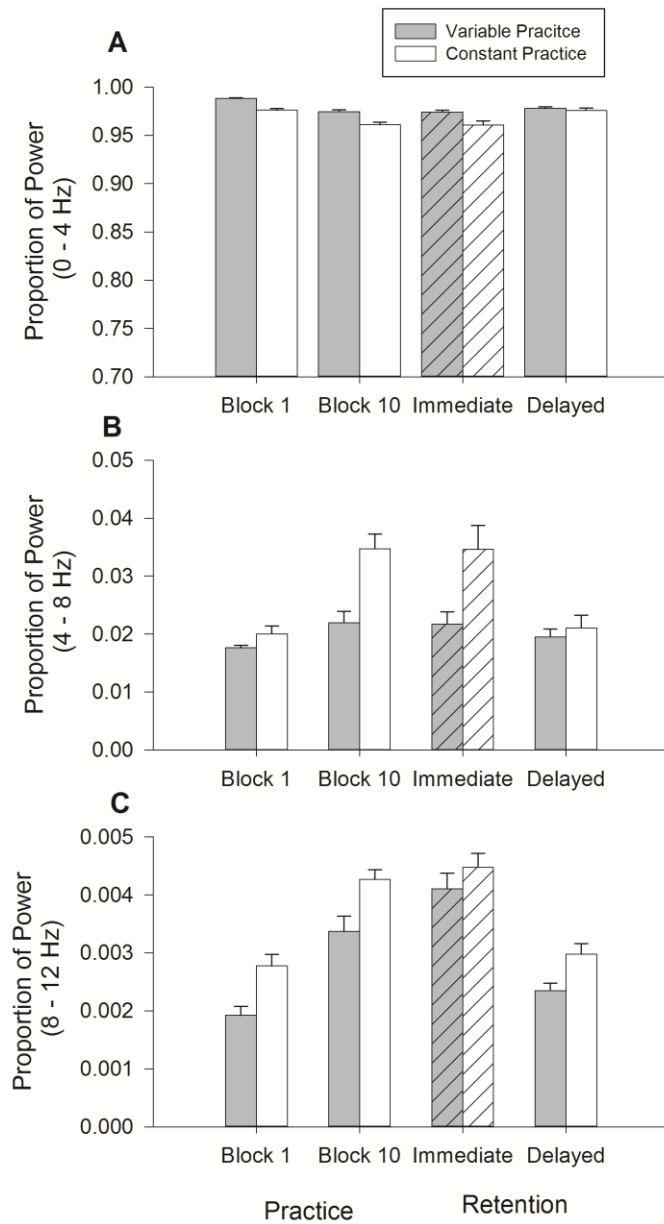 Variable Pracitce
Constant Practice
A
Proportion of Power
(0 - 4 Hz)
1.00
0.95
0.90
0.85
0.80
0.75
0.70
Block 1 Block 10 Immediate Delayed
B
Proportion of Power
(4 - 8 Hz)
0.05
0.04
0.03
0.02
0.01
0.00
Block 1 Block 10 Immediate Delayed
C
Proportion of Power
(8 - 12 Hz)
0.005
0.004
0.003
0.002
0.001
0.000
Block 1 Block 10 Immediate Delayed
Practice Retention